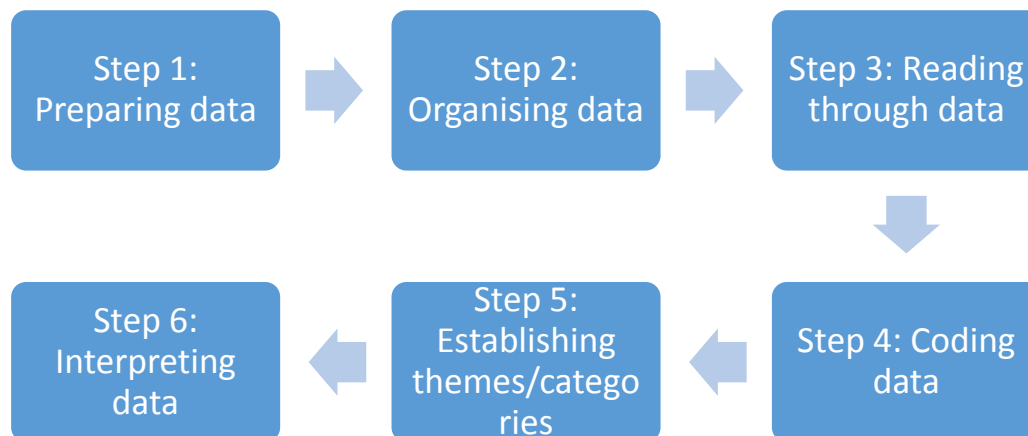 Step 1:
Preparing data
Step 2:
Organising data
Step 3: Reading
through data
Step 4: Coding
data
Step 5:
Establishing
themes/catego
ries
Step 6:
Interpreting
data